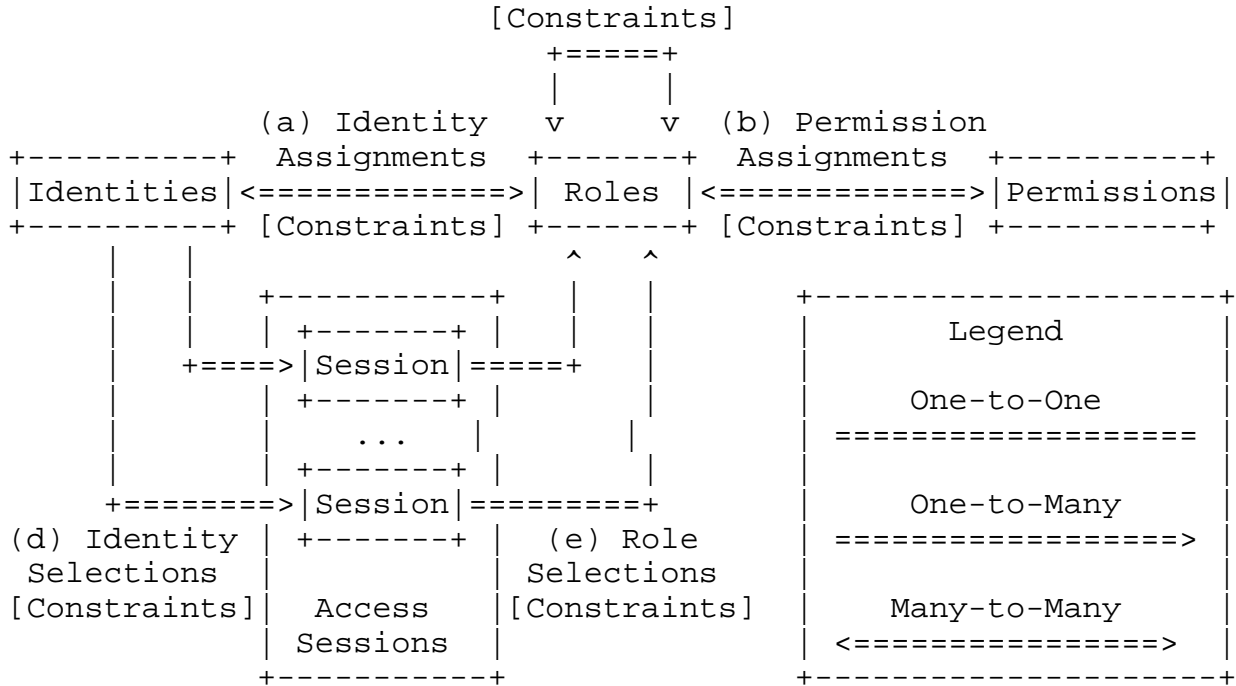 [Constraints]
(a) Identity (b) Permission
Assignments Assignments
Identities Roles Permissions
[Constraints] [Constraints]
Legend
Session
One-to-One
...
Session One-to-Many
(d) Identity (e) Role
Selections Selections
[Constraints] Access [Constraints] Many-to-Many
Sessions